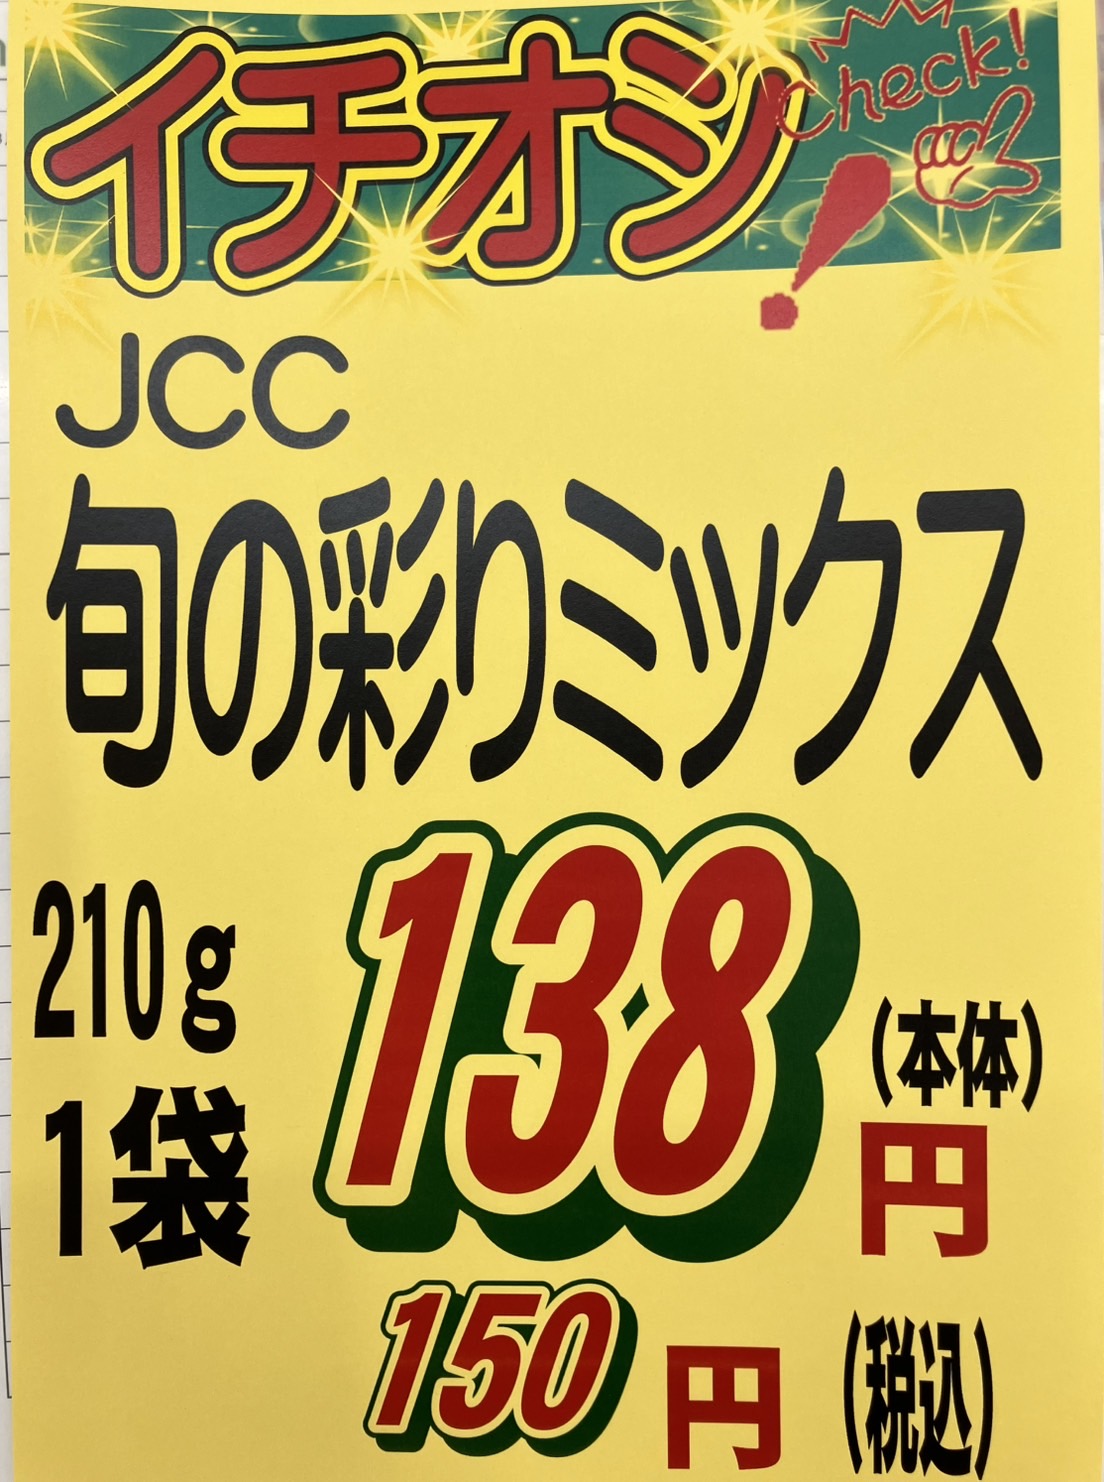 イチオシ
Check!
JCC
旬の彩りミックス
210g
1袋
138
(本体)
円
150円
(税込)